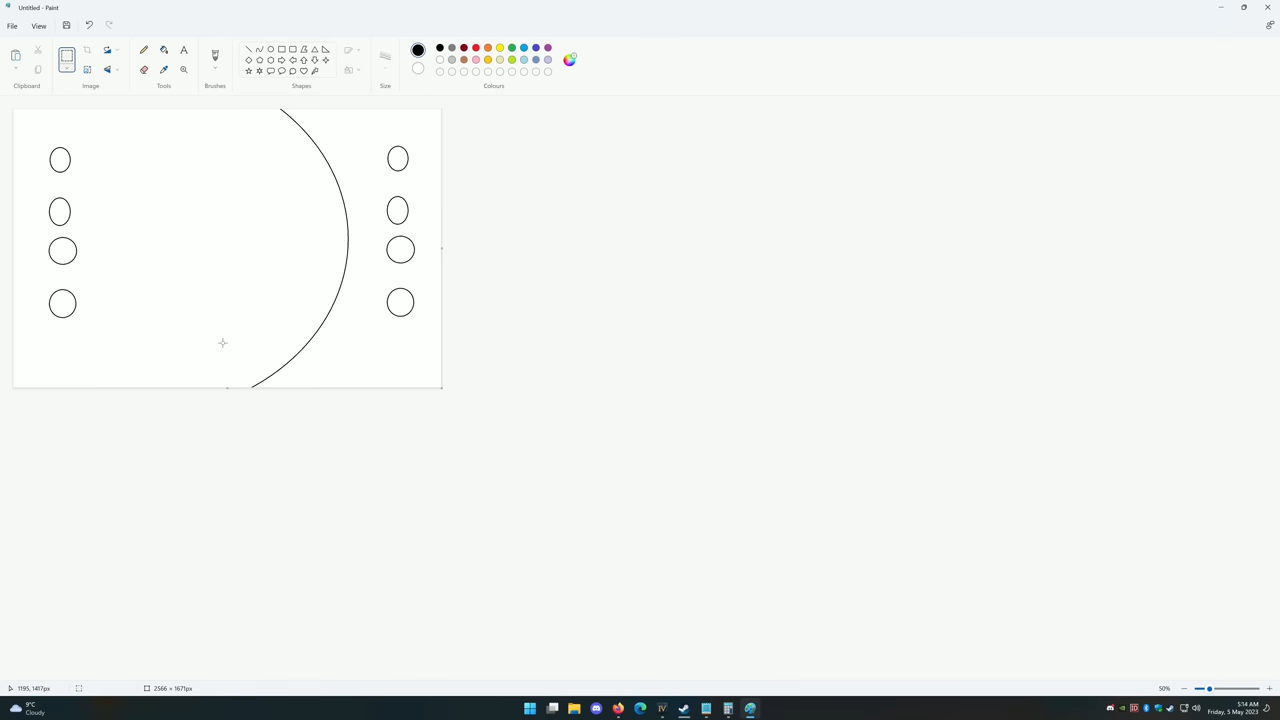 Untitled - Paint
File View
Clipboard Image Tools Brushes Shapes Size Colours
1195, 1417px 2566 × 1671px 50%
9°C
Cloudy
5:14 AM
Friday, 5 May 2023